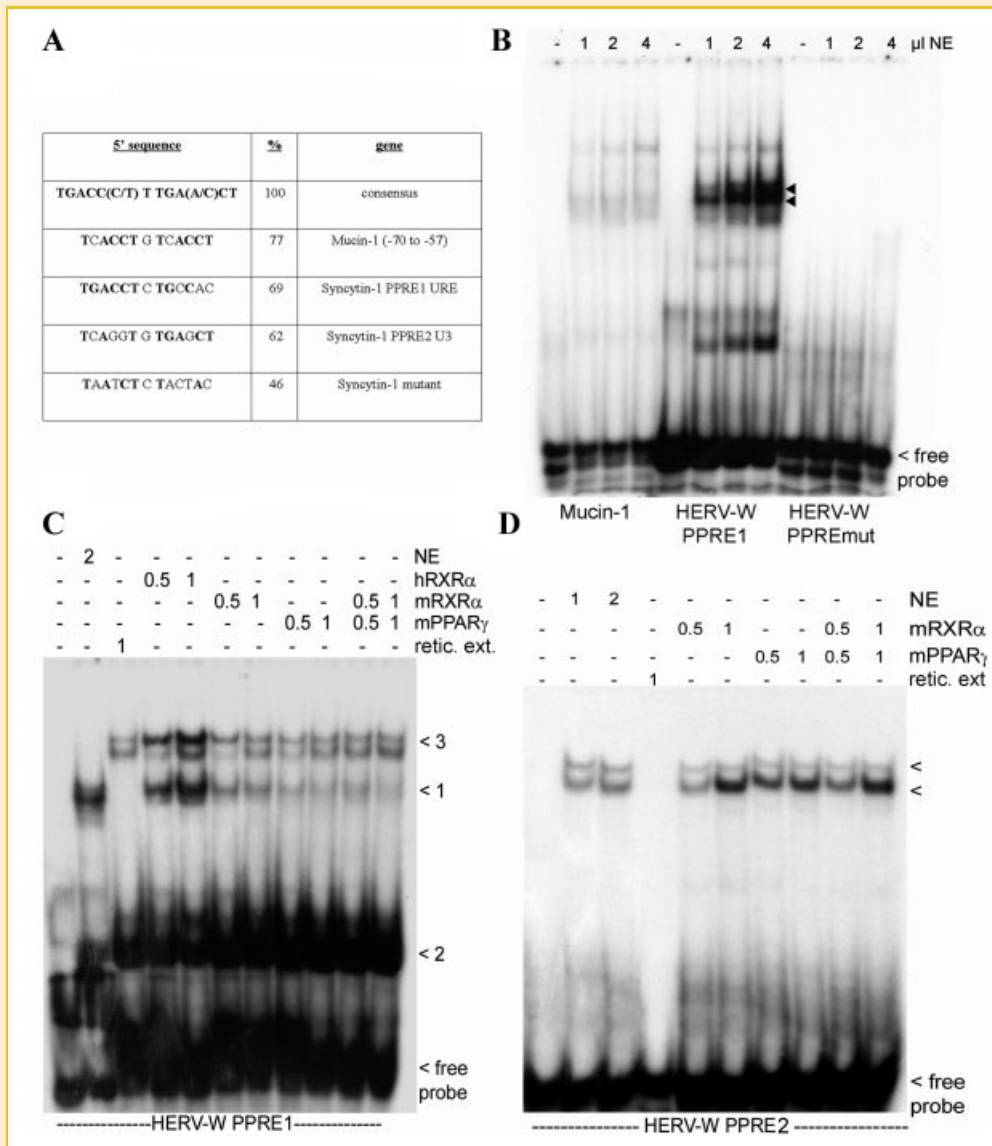 A
5' sequence % gene
TGACC(C/T) T TGA(A/C)CT 100 consensus
TCACCT G TCACCT 77 Mucin-1 (-70 to -57)
TGACCT C TGCCAC 69 Syncytin-1 PPRE1 URE
TCAGGT G TGAGCT 62 Syncytin-1 PPRE2 U3
TAATCT C TACTAC 46 Syncytin-1 mutant
B
- 1 2 4 - 1 2 4 - 1 2 4 µl NE
< free
probe
Mucin-1 HERV-W HERV-W
PPRE1 PPREmut
C
- 2 - - - - - - - - - NE
- - - 0.5 1 - - - - - - hRXRα
- - - - - 0.5 1 - - 0.5 1 mRXRα
- - - - - - - 0.5 1 0.5 1 mPPARγ
- - 1 - - - - - - - - retic. ext.
< 3
< 1
< 2
< free
probe
----------------HERV-W PPRE1----------------
D
- 1 2 - - - - - - - NE
- - - - 0.5 1 - - 0.5 1 mRXRα
- - - - - - 0.5 1 0.5 1 mPPARγ
- - - 1 - - - - - - retic. ext
<
<
< free
probe
---------------- HERV-W PPRE2----------------